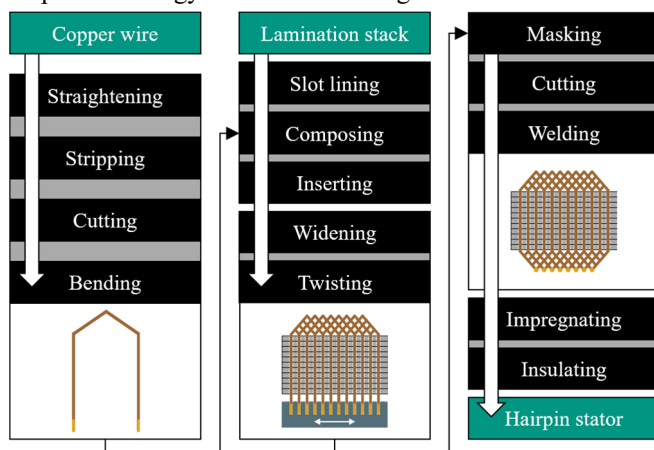 Copper wire
Straightening
Stripping
Cutting
Bending
Lamination stack
Slot lining
Composing
Inserting
Widening
Twisting
Masking
Cutting
Welding
Impregnating
Insulating
Hairpin stator